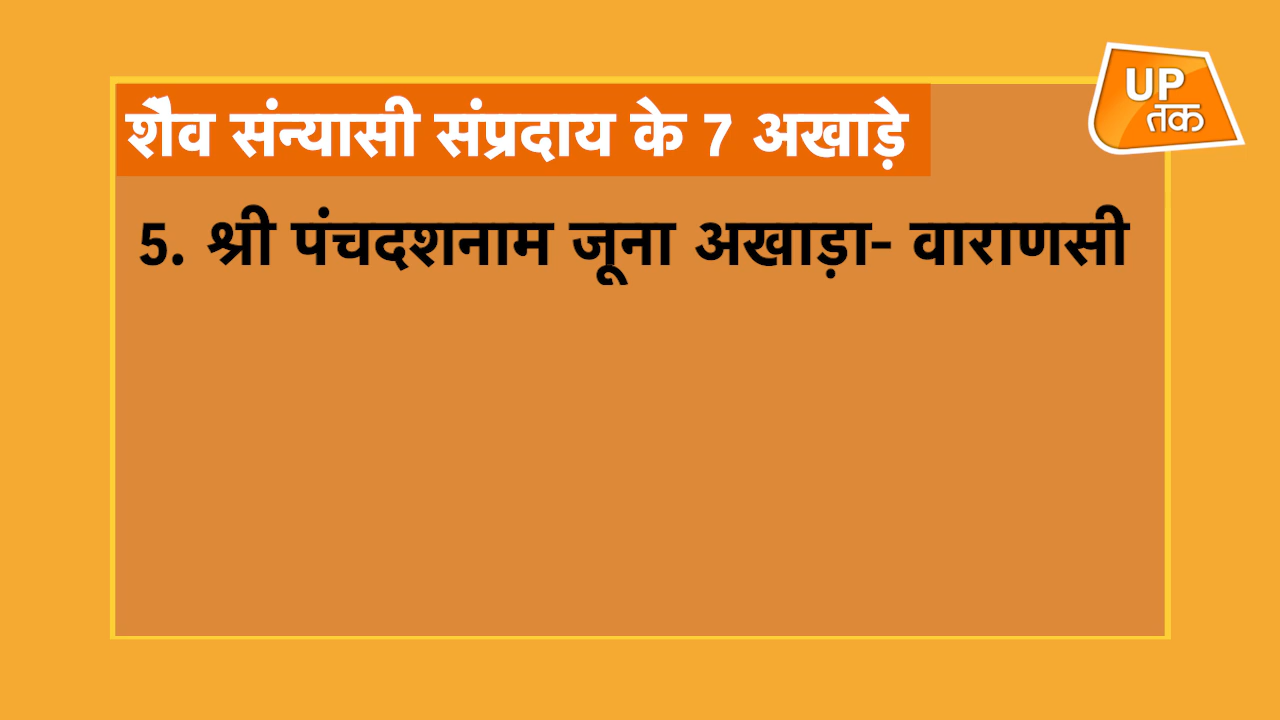 UP
तक
शैव संन्यासी संप्रदाय के 7 अखाड़े
5. श्री पंचदशनाम जूना अखाड़ा- वाराणसी